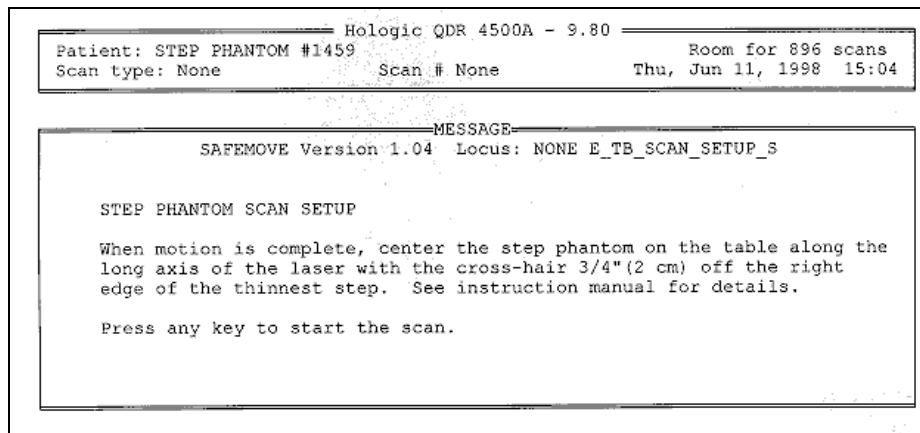 Hologic QDR 4500A - 9.80
Patient: STEP PHANTOM #1459 Room for 896 scans
Scan type: None Scan # None Thu, Jun 11, 1998 15:04
MESSAGE
SAFEMOVE Version 1.04 Locus: NONE E_TB_SCAN_SETUP_S
STEP PHANTOM SCAN SETUP
When motion is complete, center the step phantom on the table along the
long axis of the laser with the cross-hair 3/4"(2 cm) off the right
edge of the thinnest step. See instruction manual for details.
Press any key to start the scan.